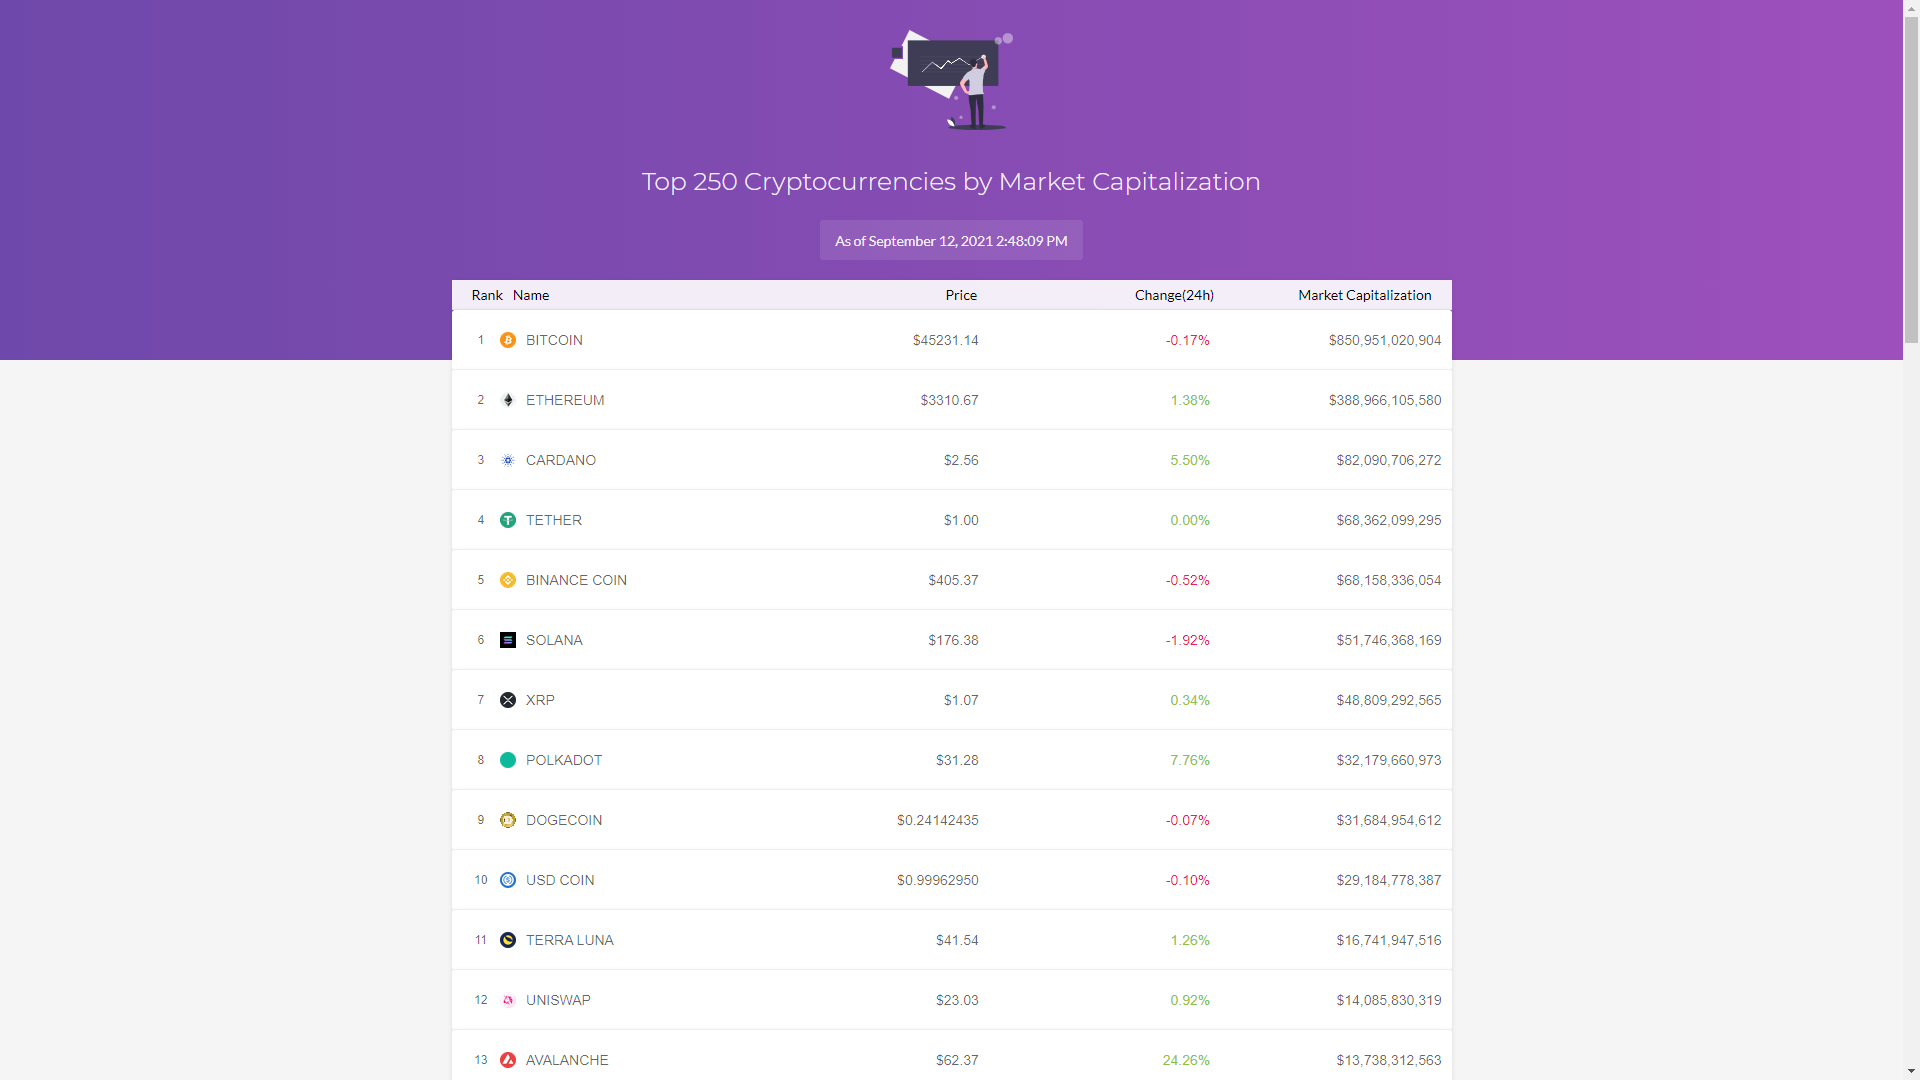 Top 250 Cryptocurrencies by Market Capitalization
As of September 12, 2021 2:48:09 PM
Rank Name Price Change(24h) Market Capitalization
1 BITCOIN $45231.14 -0.17% $850,951,020,904
2 ETHEREUM $3310.67 1.38% $388,966,105,580
3 CARDANO $2.56 5.50% $82,090,706,272
4 TETHER $1.00 0.00% $68,362,099,295
5 BINANCE COIN $405.37 -0.52% $68,158,336,054
6 SOLANA $176.38 -1.92% $51,746,368,169
7 XRP $1.07 0.34% $48,809,292,565
8 POLKADOT $31.28 7.76% $32,179,660,973
9 DOGECOIN $0.24142435 -0.07% $31,684,954,612
10 USD COIN $0.99962950 -0.10% $29,184,778,387
11 TERRA LUNA $41.54 1.26% $16,741,947,516
12 UNISWAP $23.03 0.92% $14,085,830,319
13 AVALANCHE $62.37 24.26% $13,738,312,563